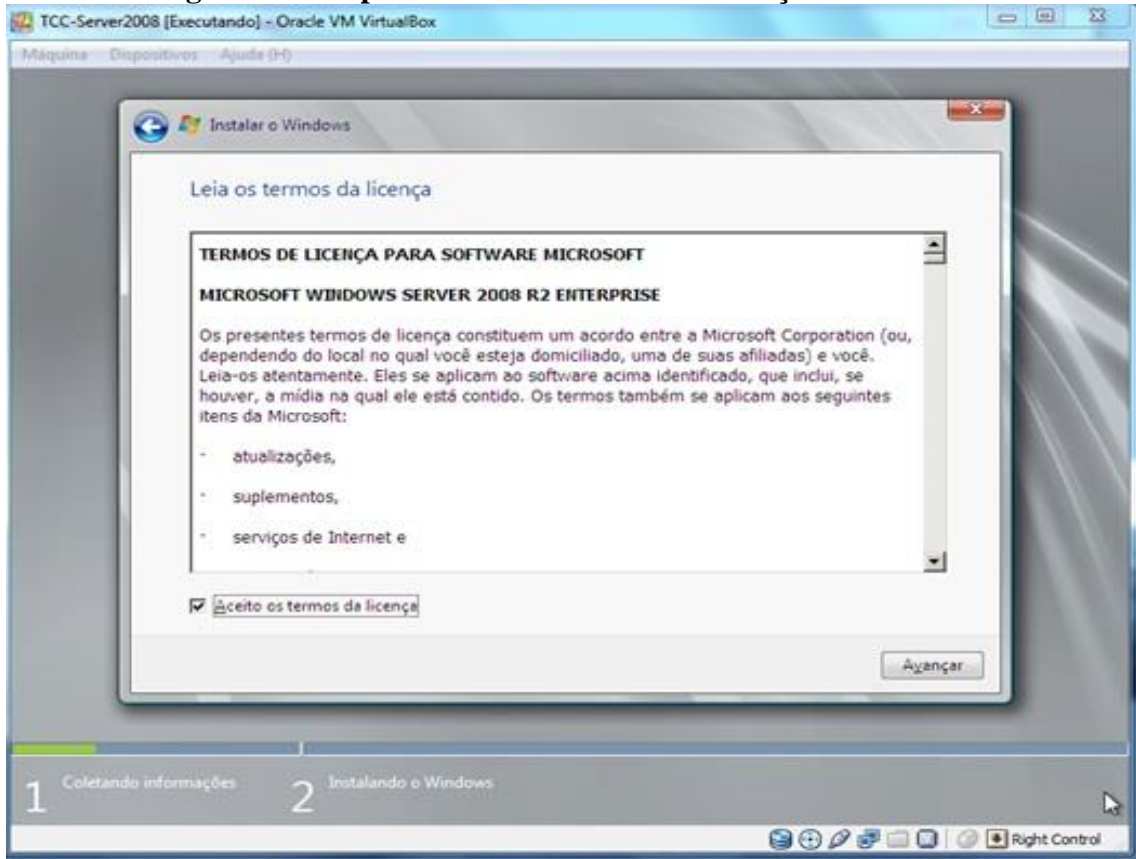 TCC-Server2008 [Executando] - Oracle VM VirtualBox
Máquina Dispositivos Ajuda (H)
Instalar o Windows
Leia os termos da licença
TERMOS DE LICENÇA PARA SOFTWARE MICROSOFT
MICROSOFT WINDOWS SERVER 2008 R2 ENTERPRISE
Os presentes termos de licença constituem um acordo entre a Microsoft Corporation (ou,
dependendo do local no qual você esteja domiciliado, uma de suas afiliadas) e você.
Leia-os atentamente. Eles se aplicam ao software acima identificado, que inclui, se
houver, a mídia na qual ele está contido. Os termos também se aplicam aos seguintes
itens da Microsoft:
- atualizações,
- suplementos,
- serviços de Internet e
Aceito os termos da licença
Avançar
1 Coletando informações 2 Instalando o Windows
Right Control